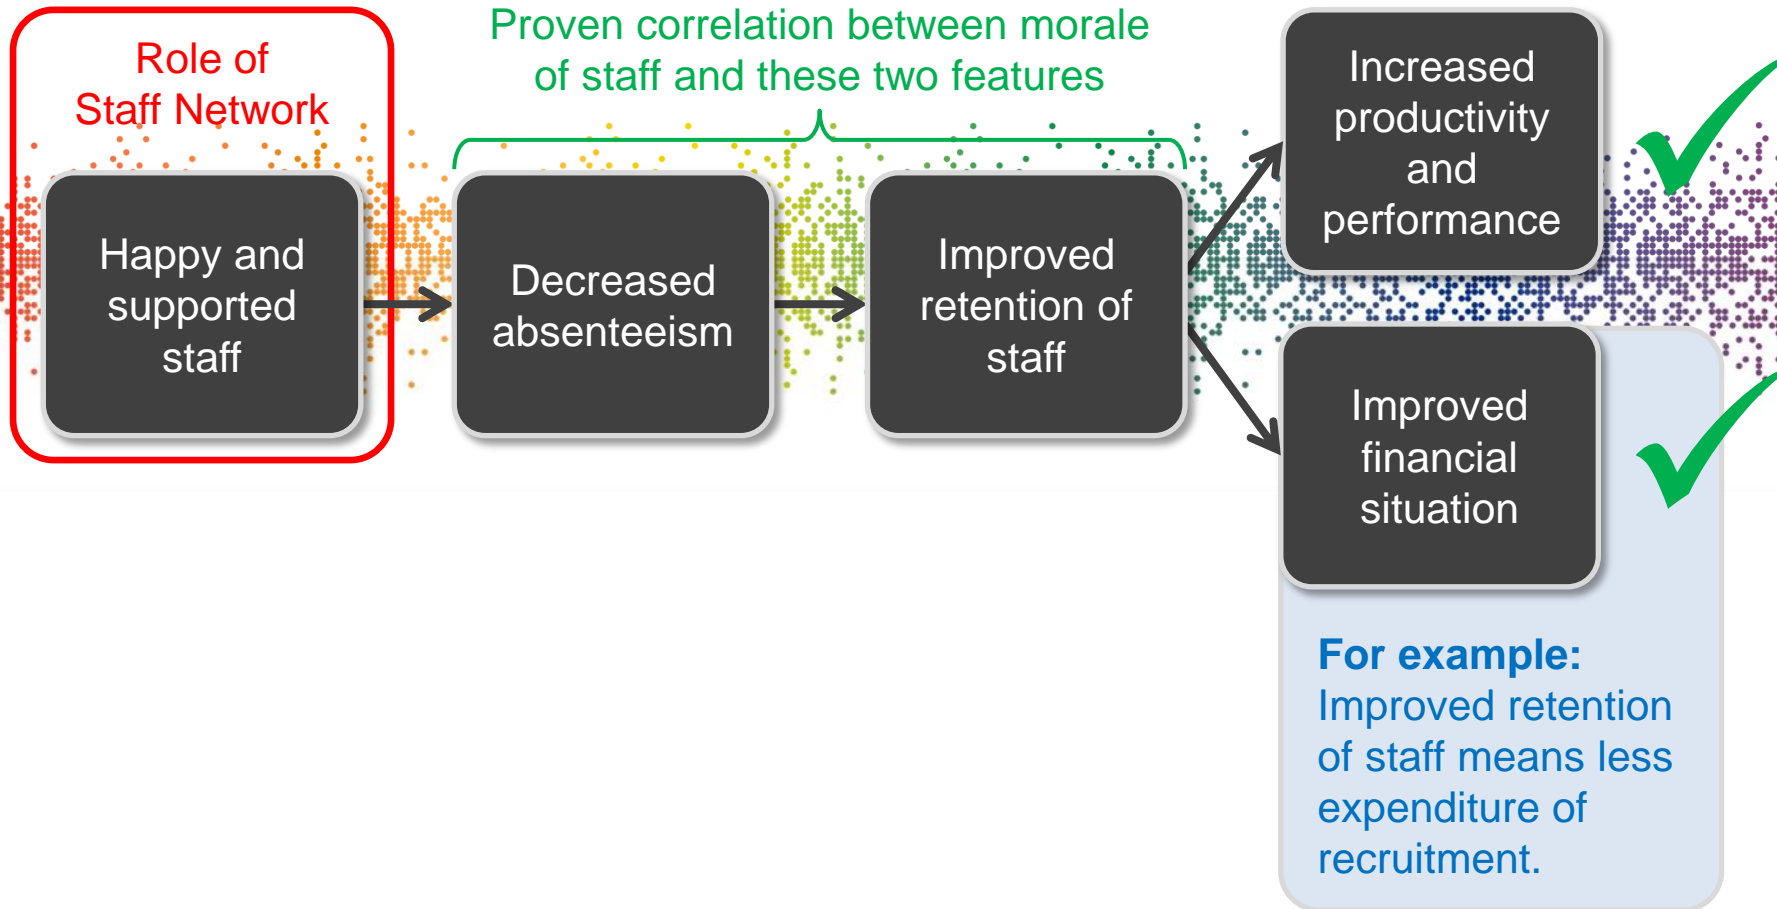 Role of
Staff Network
Proven correlation between morale
of staff and these two features
Happy and
supported
staff
Decreased
absenteeism
Improved
retention of
staff
Increased
productivity
and
performance
Improved
financial
situation
For example:
Improved retention
of staff means less
expenditure of
recruitment.